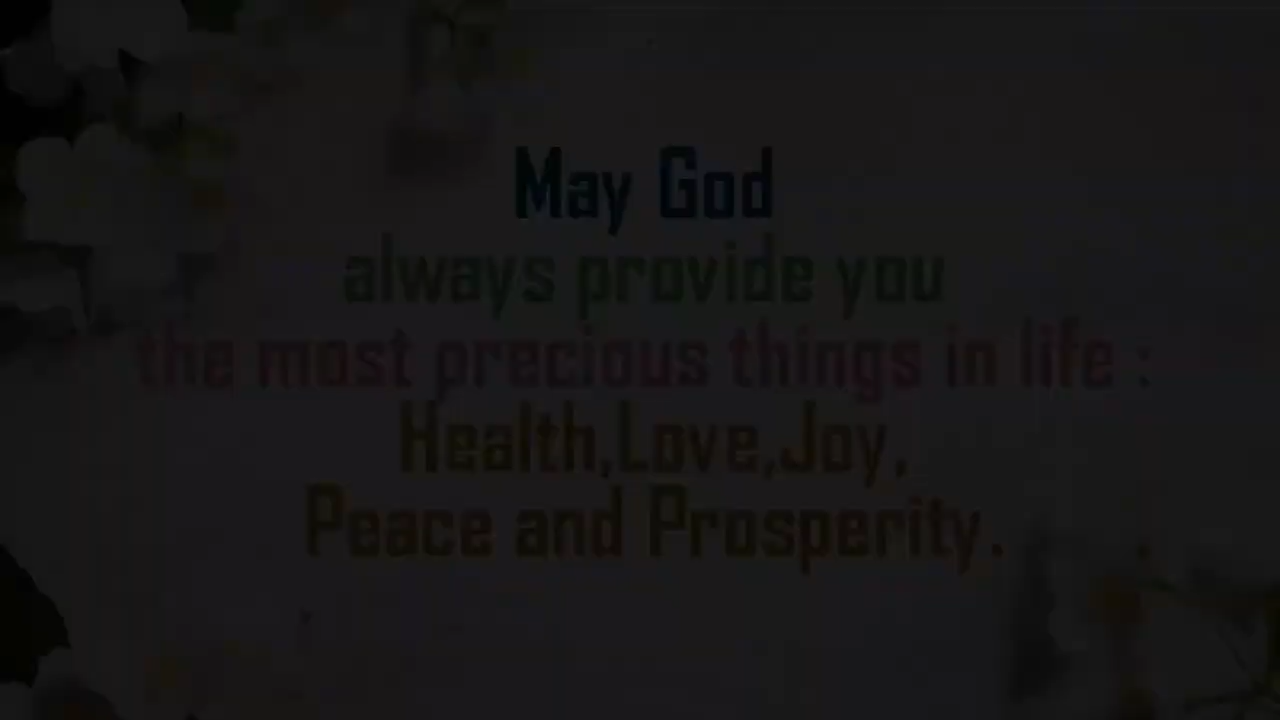 May God
always provide you
the most precious things in life :
Health,Love,Joy,
Peace and Prosperity.